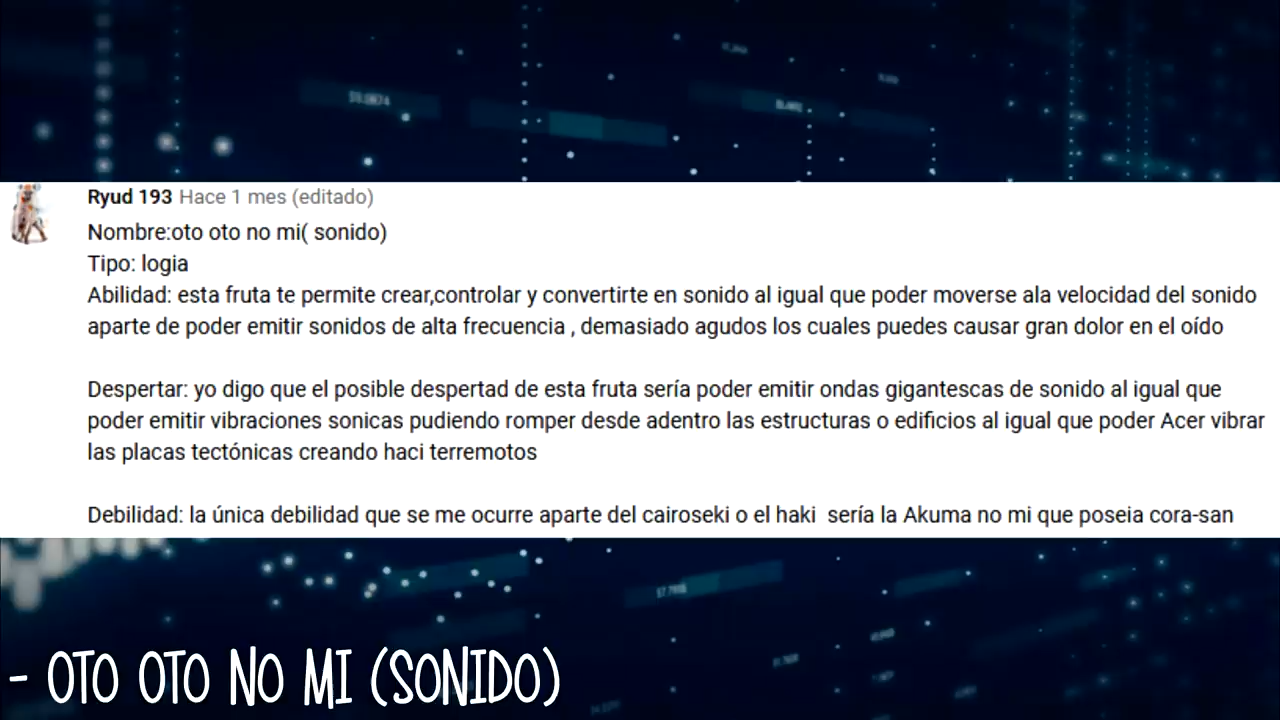 Ryud 193 Hace 1 mes (editado)
Nombre:oto oto no mi( sonido)
Tipo: logia
Abilidad: esta fruta te permite crear,controlar y convertirte en sonido al igual que poder moverse ala velocidad del sonido
aparte de poder emitir sonidos de alta frecuencia , demasiado agudos los cuales puedes causar gran dolor en el oído
Despertar: yo digo que el posible despertad de esta fruta sería poder emitir ondas gigantescas de sonido al igual que
poder emitir vibraciones sonicas pudiendo romper desde adentro las estructuras o edificios al igual que poder Acer vibrar
las placas tectónicas creando haci terremotos
Debilidad: la única debilidad que se me ocurre aparte del cairoseki o el haki  sería la Akuma no mi que poseia cora-san
- OTO OTO NO MI (SONIDO)